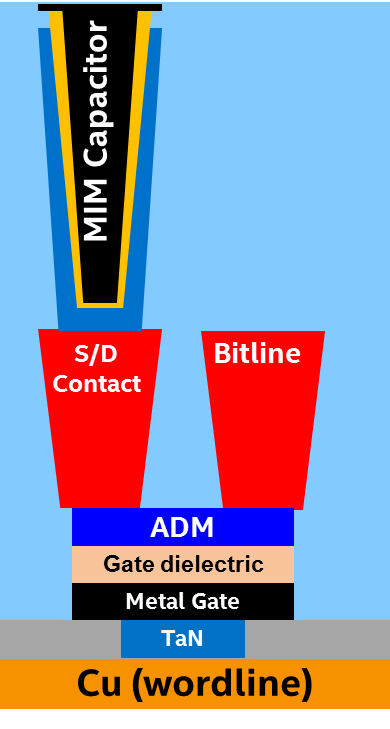 MIM Capacitor
S/D
Contact
Bitline
ADM
Gate dielectric
Metal Gate
TaN
Cu (wordline)